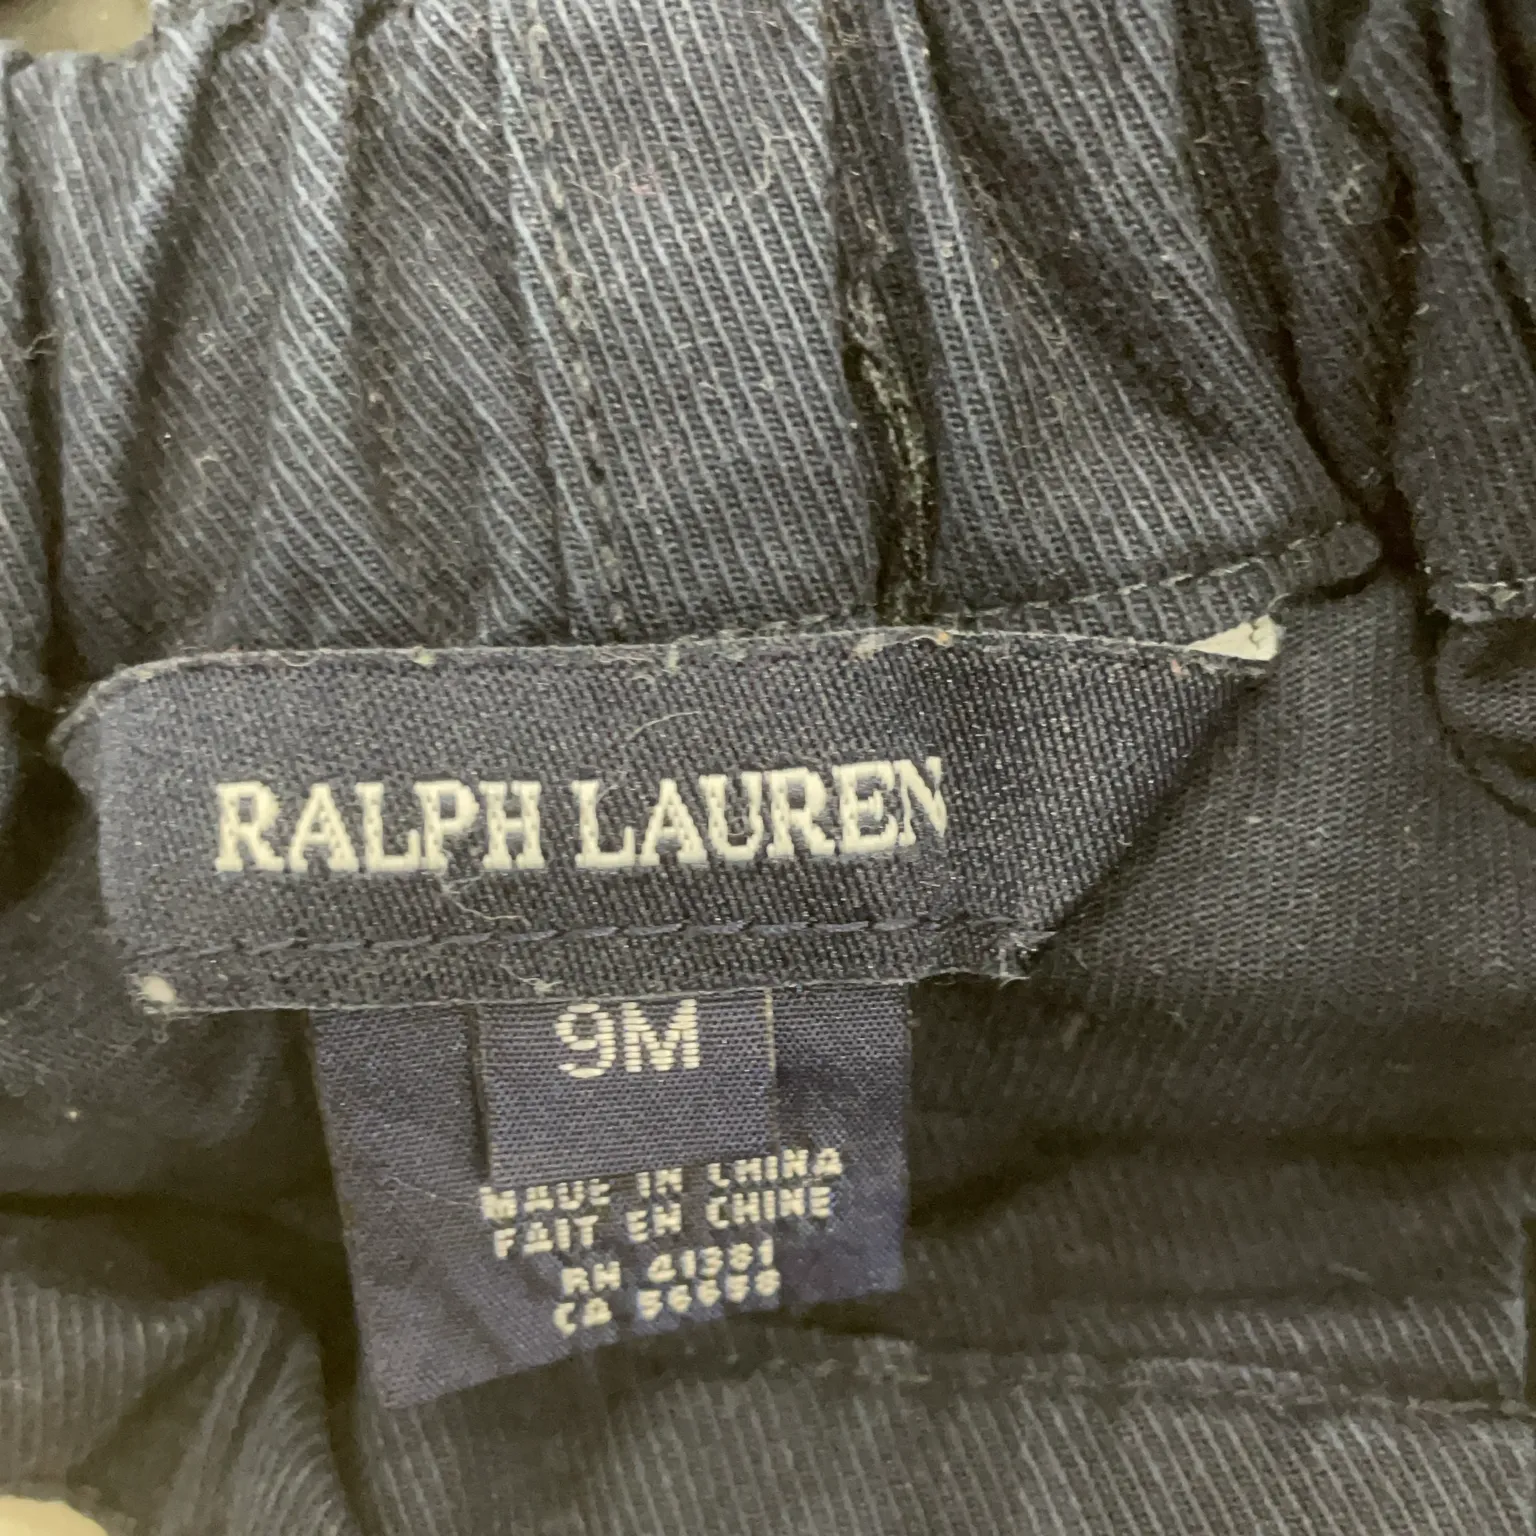 RALPH LAUREN
9M
MADE IN CHINA
FAIT EN CHINE
RN 41381
CA 56658